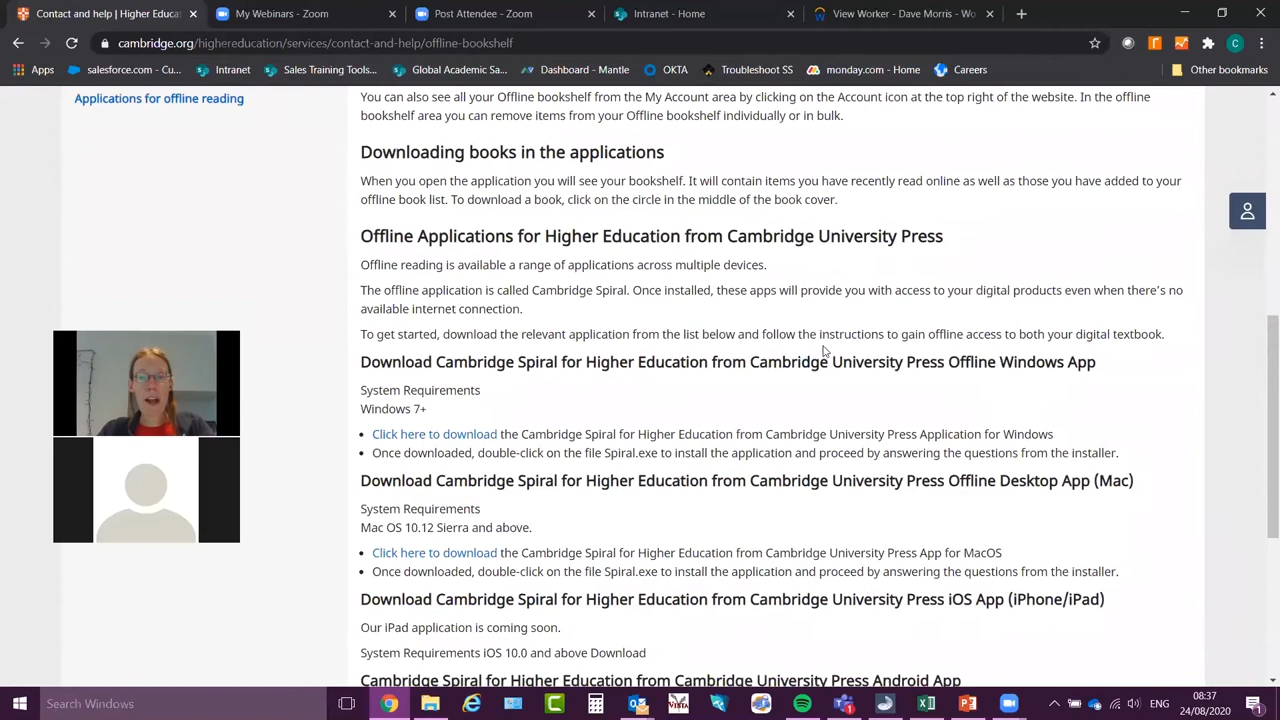 Contact and help | Higher Educa
My Webinars - Zoom
Post Attendee - Zoom
Intranet - Home
View Worker - Dave Morris - Wo
cambridge.org/highereducation/services/contact-and-help/offline-bookshelf
C
Apps
salesforce.com - Cu...
Intranet
Sales Training Tools...
Global Academic Sa...
Dashboard - Mantle
OKTA
Troubleshoot SS
monday.com - Home
Careers
Other bookmarks
Applications for offline reading
You can also see all your Offline bookshelf from the My Account area by clicking on the Account icon at the top right of the website. In the offline
bookshelf area you can remove items from your Offline bookshelf individually or in bulk.
Downloading books in the applications
When you open the application you will see your bookshelf. It will contain items you have recently read online as well as those you have added to your
offline book list. To download a book, click on the circle in the middle of the book cover.
Offline Applications for Higher Education from Cambridge University Press
Offline reading is available a range of applications across multiple devices.
The offline application is called Cambridge Spiral. Once installed, these apps will provide you with access to your digital products even when there's no
available internet connection.
To get started, download the relevant application from the list below and follow the instructions to gain offline access to both your digital textbook.
Download Cambridge Spiral for Higher Education from Cambridge University Press Offline Windows App
System Requirements
Windows 7+
• Click here to download the Cambridge Spiral for Higher Education from Cambridge University Press Application for Windows
• Once downloaded, double-click on the file Spiral.exe to install the application and proceed by answering the questions from the installer.
Download Cambridge Spiral for Higher Education from Cambridge University Press Offline Desktop App (Mac)
System Requirements
Mac OS 10.12 Sierra and above.
• Click here to download the Cambridge Spiral for Higher Education from Cambridge University Press App for MacOS
• Once downloaded, double-click on the file Spiral.exe to install the application and proceed by answering the questions from the installer.
Download Cambridge Spiral for Higher Education from Cambridge University Press iOS App (iPhone/iPad)
Our iPad application is coming soon.
System Requirements iOS 10.0 and above Download
Cambridge Spiral for Higher Education from Cambridge University Press Android App
Search Windows
VISTA
ENG
08:37
24/08/2020
1